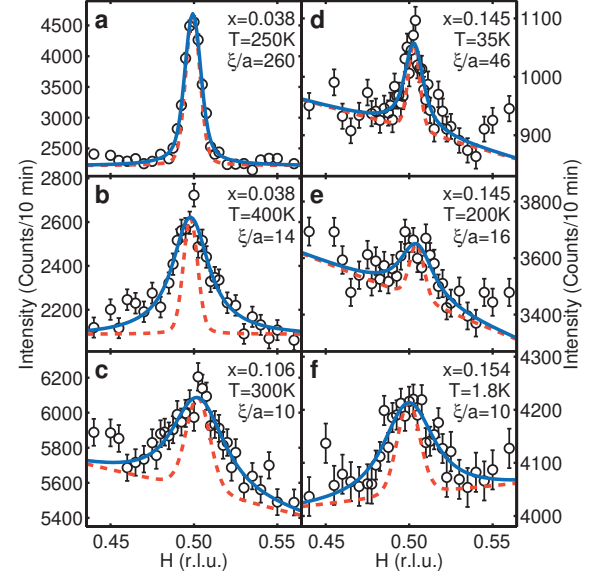 a
x=0.038
T=250K
ξ/a=260
4500
4000
3500
3000
2500
d
x=0.145
T=35K
ξ/a=46
1100
1000
900
b
x=0.038
T=400K
ξ/a=14
2800
2600
2400
2200
e
x=0.145
T=200K
ξ/a=16
3800
3600
3400
c
x=0.106
T=300K
ξ/a=10
6200
6000
5800
5600
5400
f
x=0.154
T=1.8K
ξ/a=10
4300
4200
4100
4000
Intensity (Counts/10 min)
Intensity (Counts/10 min)
0.45 0.50 0.55
0.45 0.50 0.55
H (r.l.u.)
H (r.l.u.)